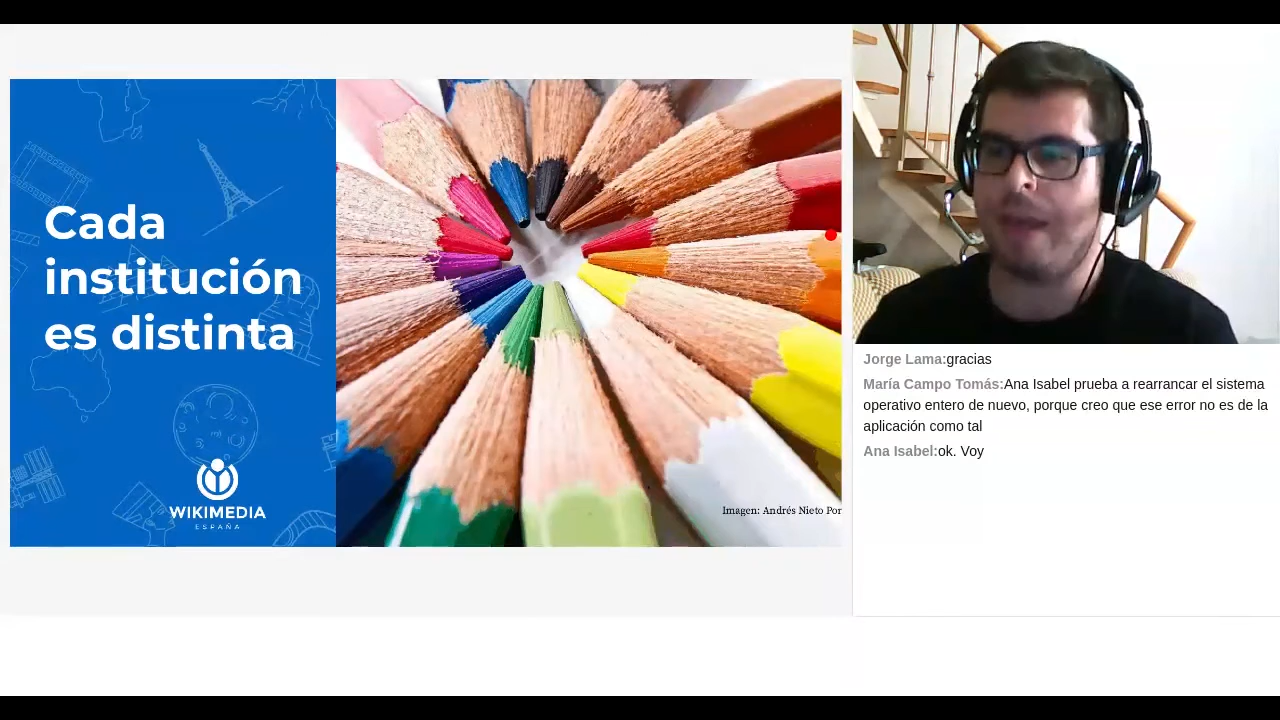 Cada
institución
es distinta
WIKIMEDIA
ESPAÑA
Imagen: Andrés Nieto Por
Jorge Lama:gracias
María Campo Tomás:Ana Isabel prueba a rearrancar el sistema
operativo entero de nuevo, porque creo que ese error no es de la
aplicación como tal
Ana Isabel:ok. Voy